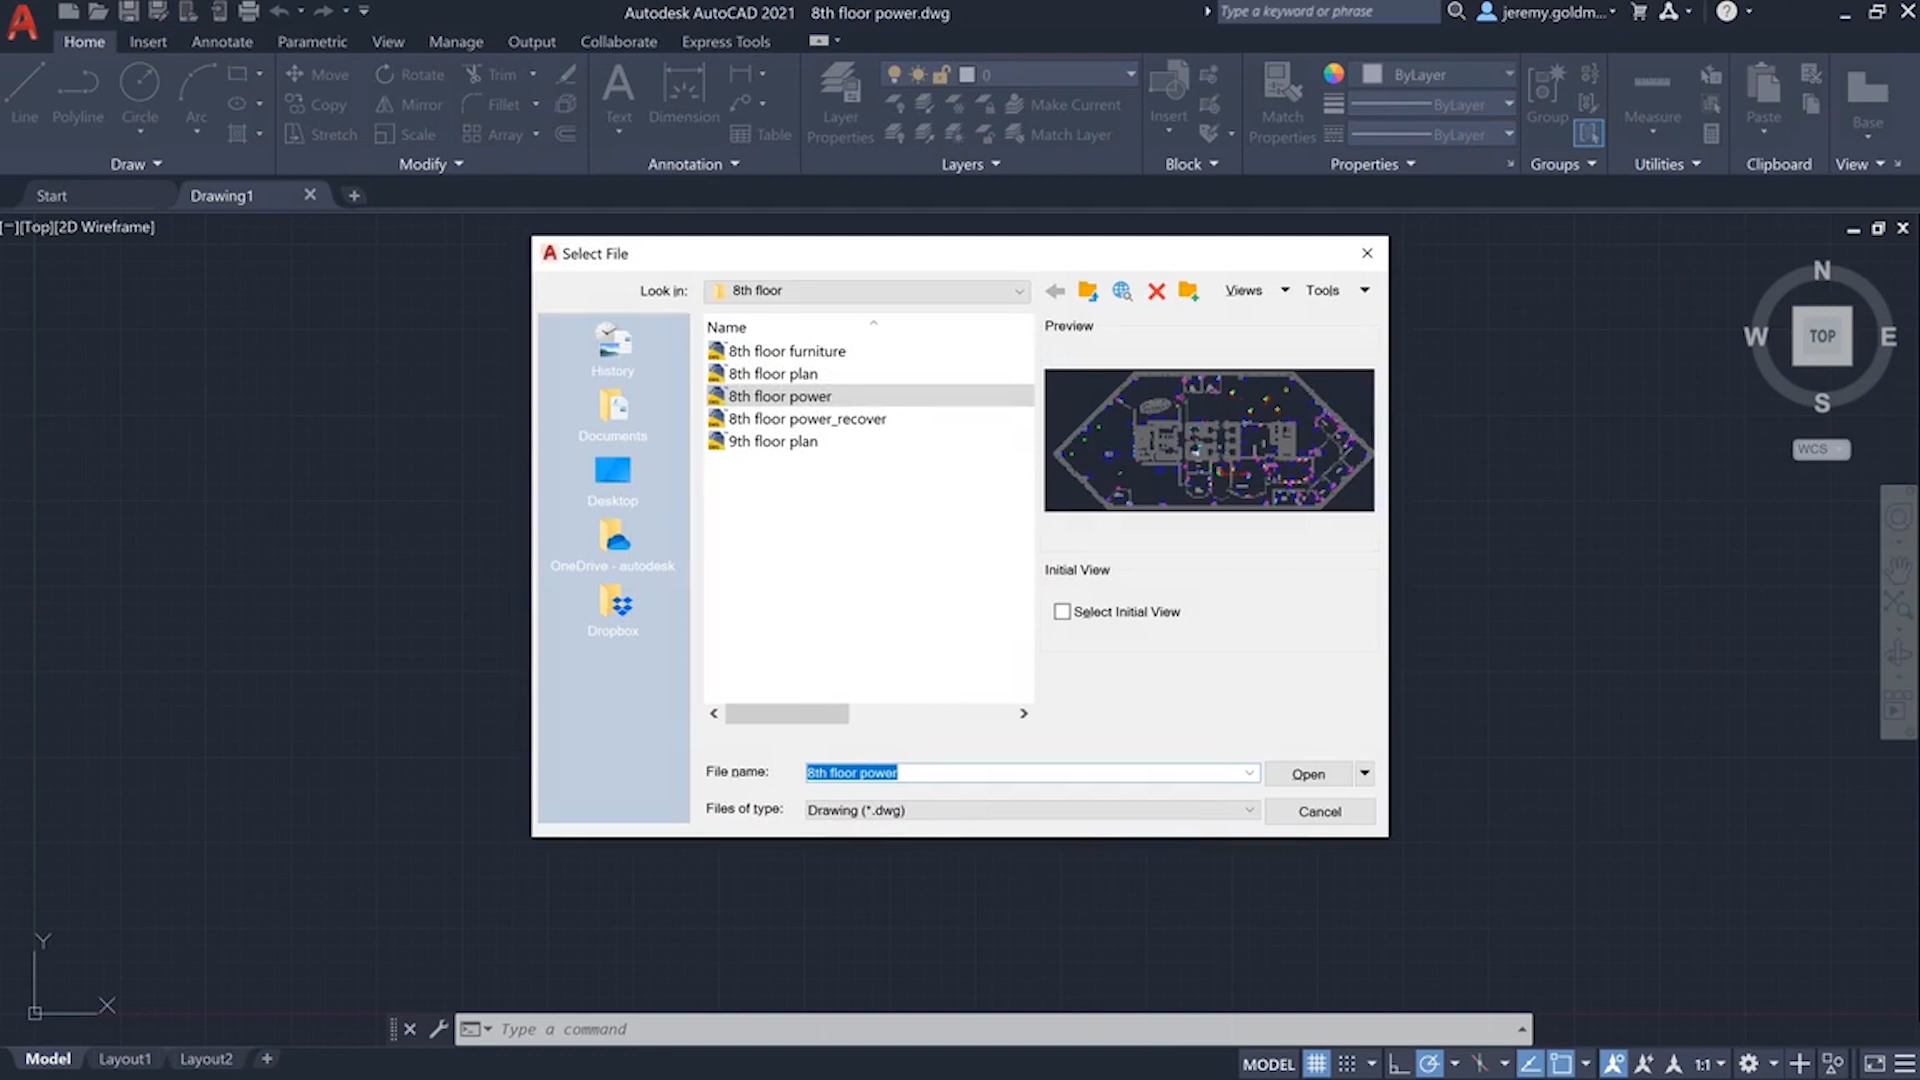 Autodesk AutoCAD 2021 8th floor power.dwg
Type a keyword or phrase
jeremy.goldm...
Home Insert Annotate Parametric View Manage Output Collaborate Express Tools
Line Polyline Circle Arc
Move Rotate Trim
Copy Mirror Fillet
Stretch Scale Array
Text Dimension Table
Layer Properties
0
Make Current
Match Layer
Insert
Match Properties
ByLayer
ByLayer
ByLayer
Group
Measure
Paste
Base
Draw Modify Annotation Layers Block Properties Groups Utilities Clipboard View
Start Drawing1
[−][Top][2D Wireframe]
N
W TOP E
S
WCS
Select File
Look in: 8th floor
Views Tools
History
Documents
Desktop
OneDrive - autodesk
Dropbox
Name
8th floor furniture
8th floor plan
8th floor power
8th floor power_recover
9th floor plan
Preview
Initial View
Select Initial View
File name: 8th floor power
Open
Files of type: Drawing (*.dwg)
Cancel
Y
X
Type a command
Model Layout1 Layout2
MODEL
1:1